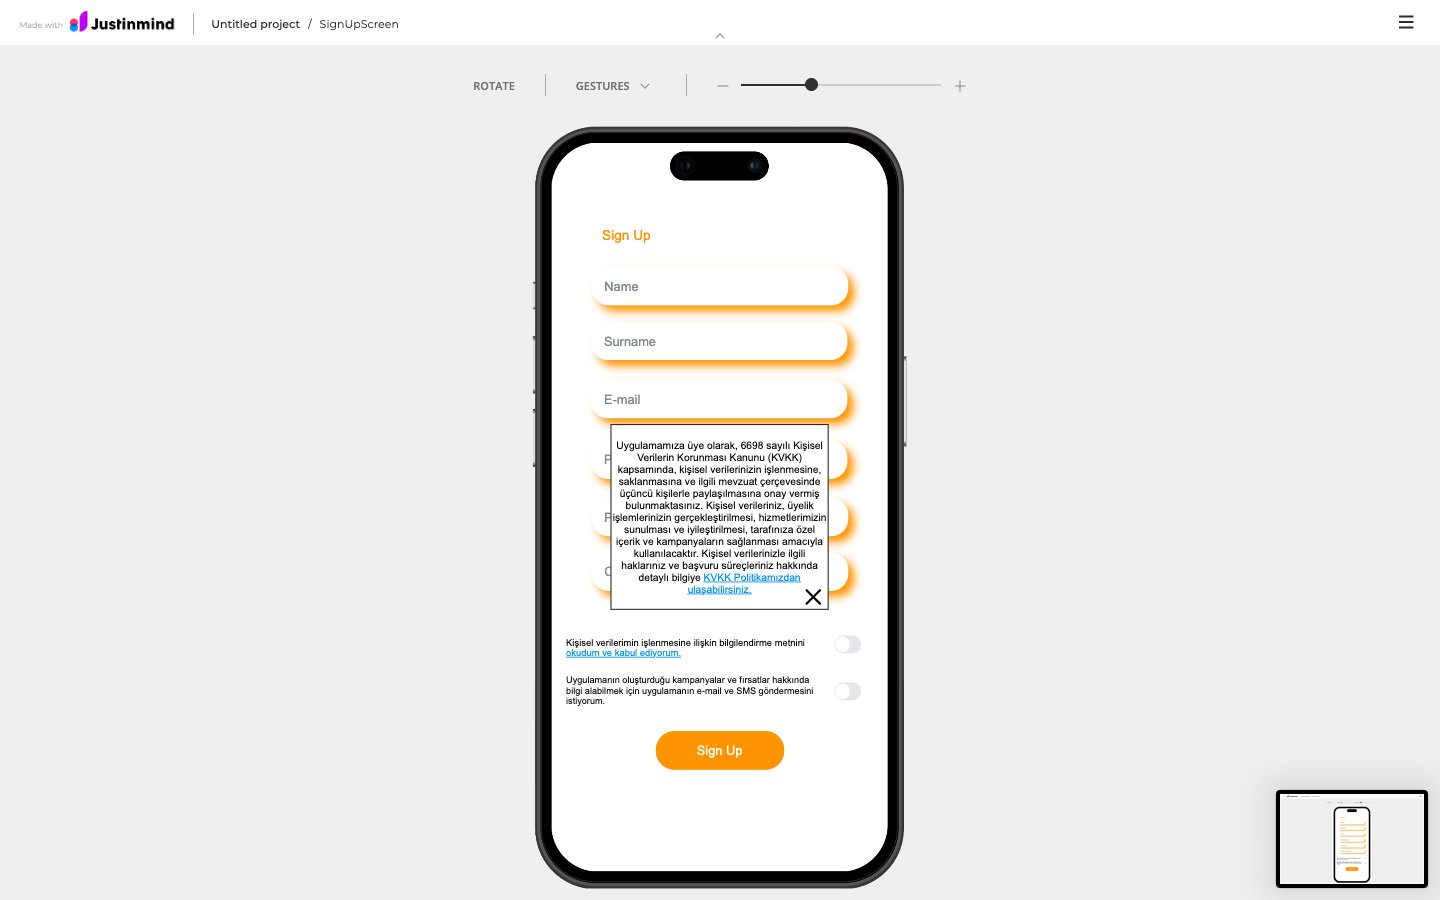 Made with Justinmind Untitled project / SignUpScreen
ROTATE GESTURES
Sign Up
Name
Surname
E-mail
Uygulamamıza üye olarak, 6698 sayılı Kişisel
Verilerin Korunması Kanunu (KVKK)
kapsamında, kişisel verilerinizin işlenmesine,
saklanmasına ve ilgili mevzuat çerçevesinde
üçüncü kişilerle paylaşılmasına onay vermiş
bulunmaktasınız. Kişisel verileriniz, üyelik
işlemlerinizin gerçekleştirilmesi, hizmetlerimizin
sunulması ve iyileştirilmesi, tarafınıza özel
içerik ve kampanyaların sağlanması amacıyla
kullanılacaktır. Kişisel verilerinizle ilgili
haklarınız ve başvuru süreçleriniz hakkında
detaylı bilgiye KVKK Politikamızdan
ulaşabilirsiniz.
Kişisel verilerimin işlenmesine ilişkin bilgilendirme metnini
okudum ve kabul ediyorum.
Uygulamanın oluşturduğu kampanyalar ve fırsatlar hakkında
bilgi alabilmek için uygulamanın e-mail ve SMS göndermesini
istiyorum.
Sign Up